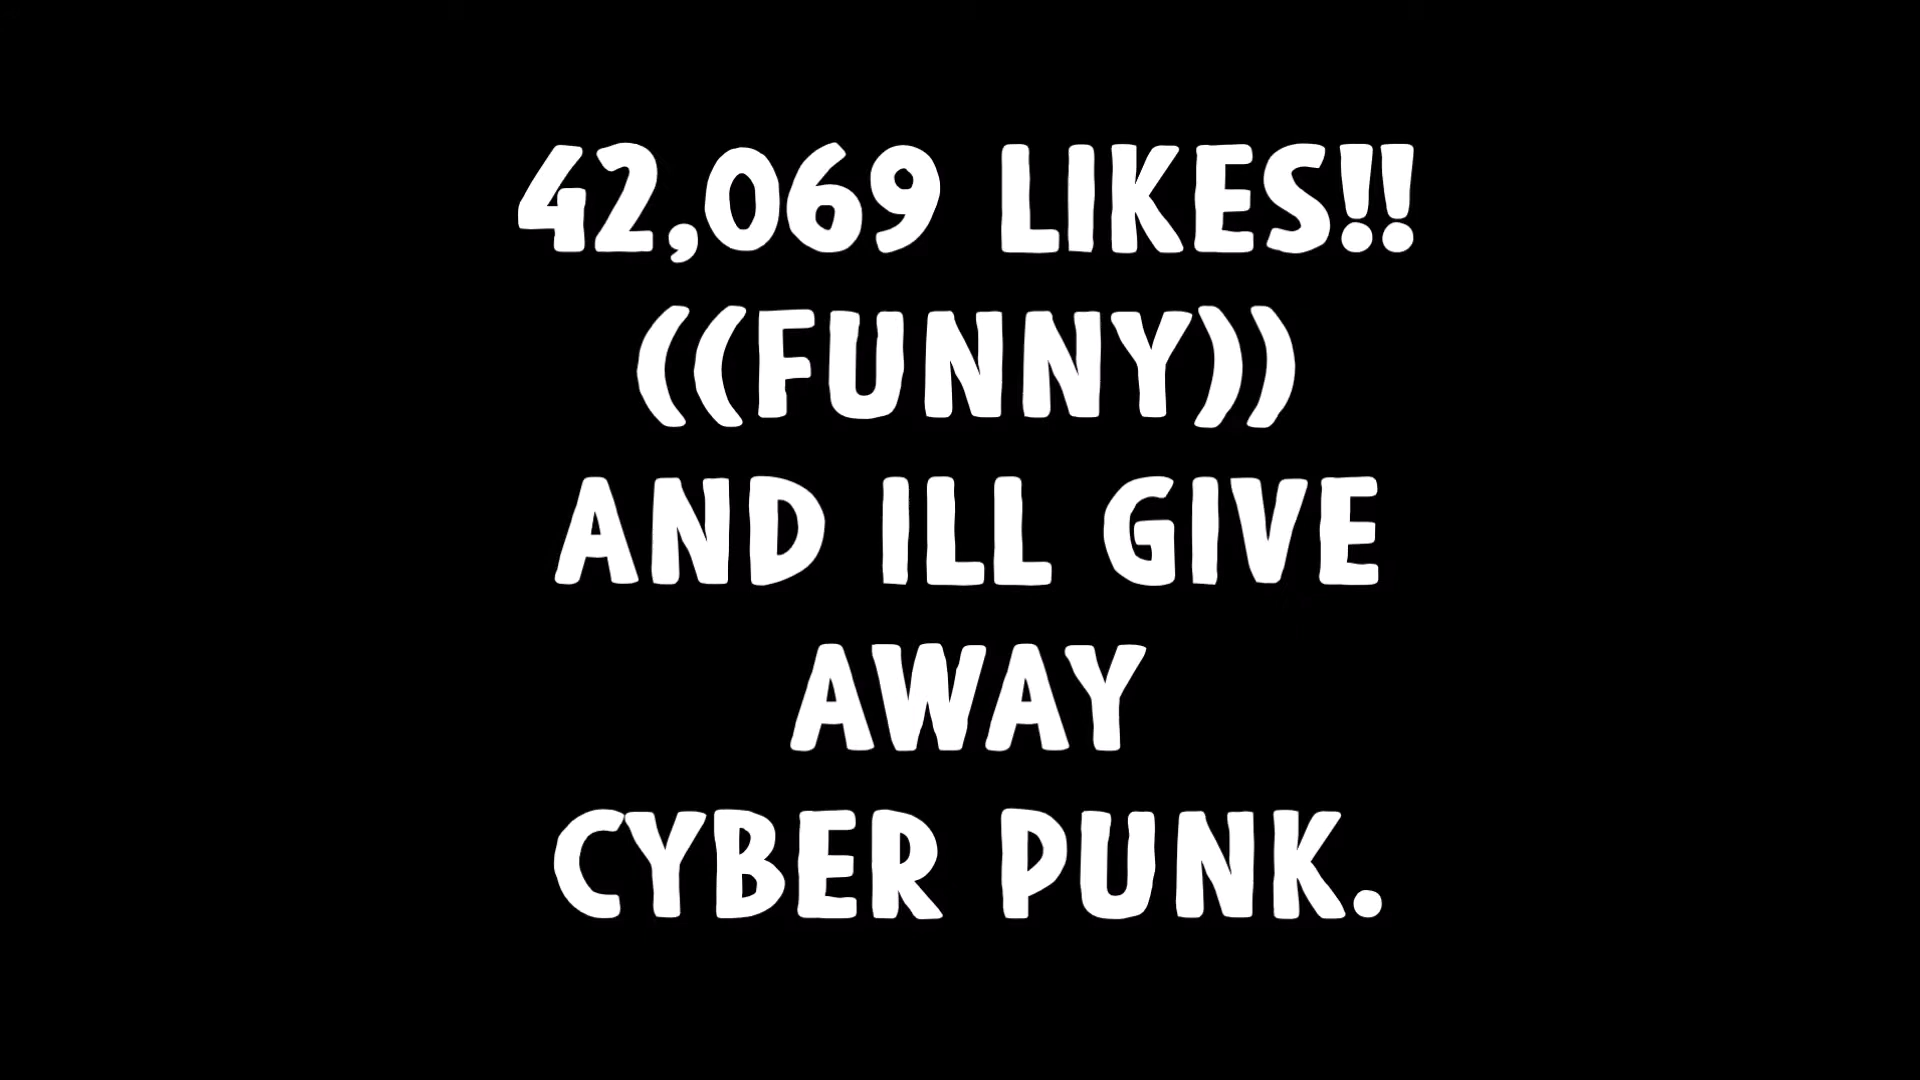 42,069 LIKES!!
((FUNNY))
AND ILL GIVE
AWAY
CYBER PUNK.